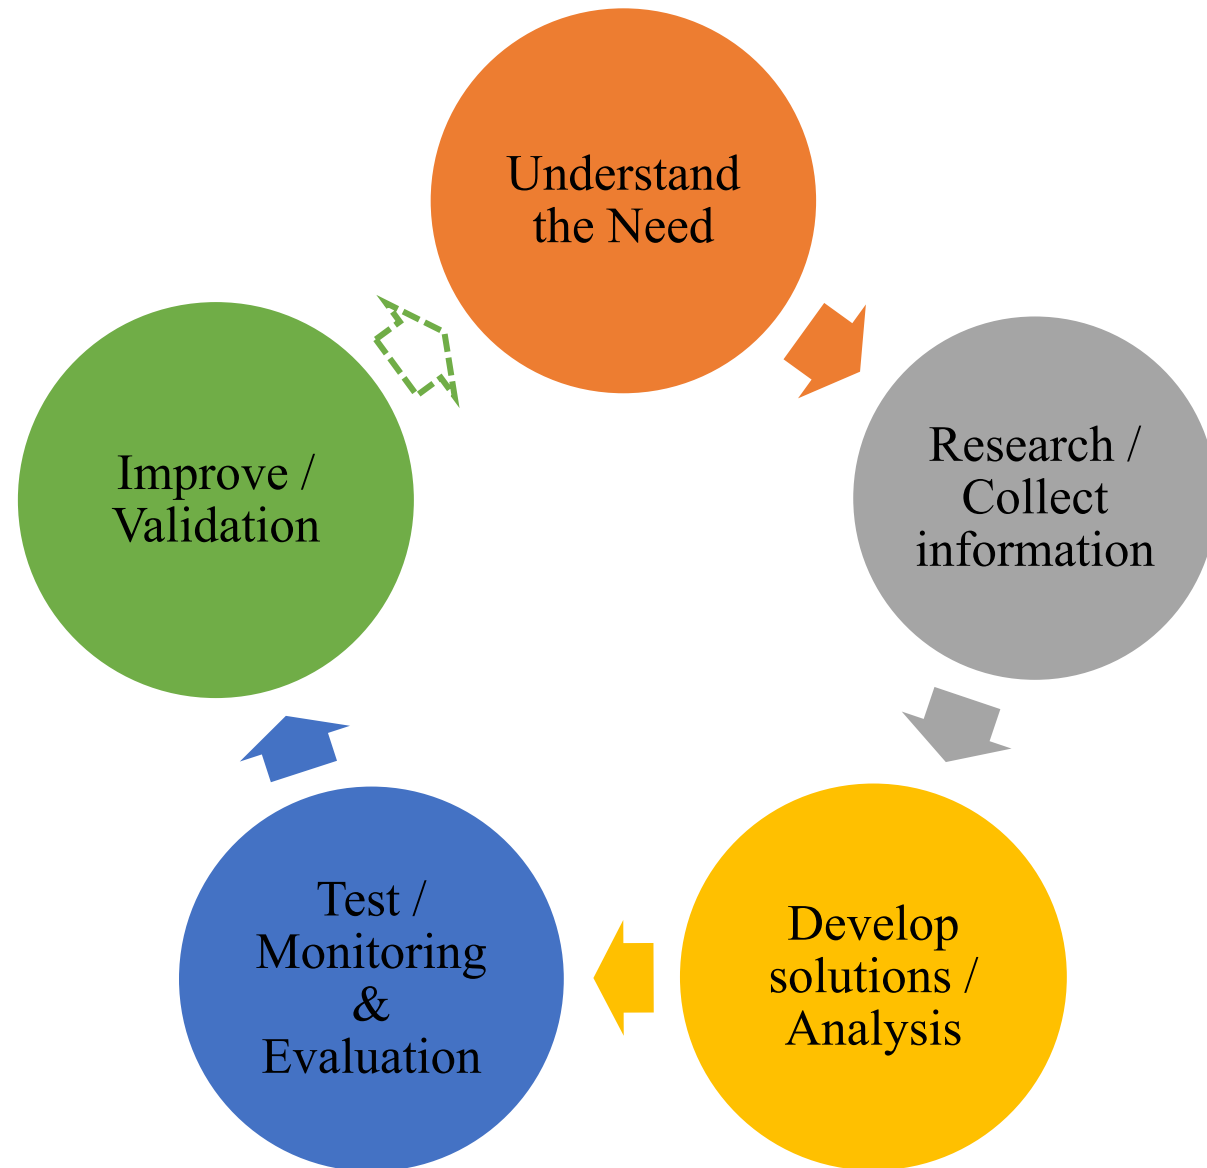 Understand
the Need
Research /
Collect
information
Develop
solutions /
Analysis
Test /
Monitoring
&
Evaluation
Improve /
Validation